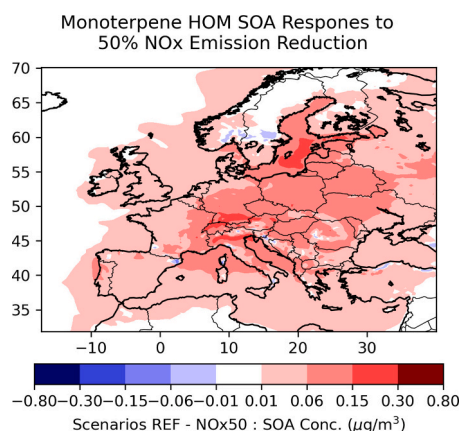 Monoterpene HOM SOA Respones to
50% NOx Emission Reduction
70
65
60
55
50
45
40
35
−10 0 10 20 30
−0.80 −0.30 −0.15 −0.06 −0.01 0.01 0.06 0.15 0.30 0.80
Scenarios REF - NOx50 : SOA Conc. (μg/m³)